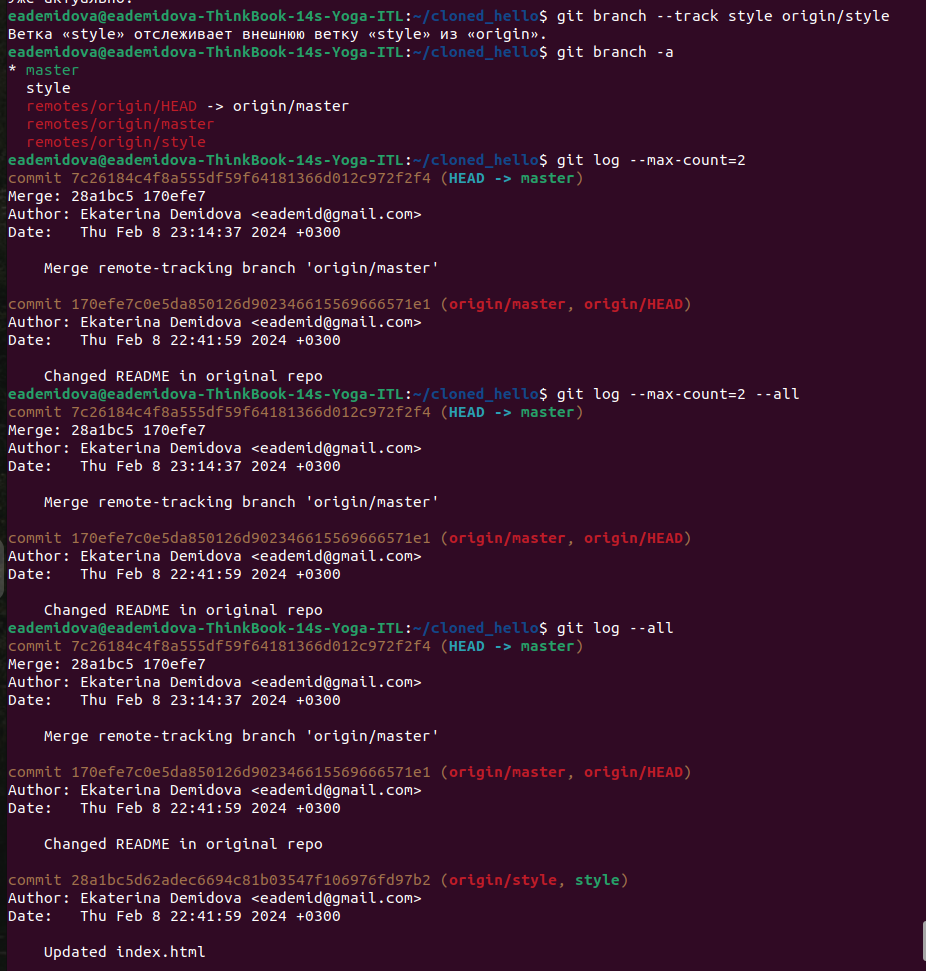 Уже актуально.
eademidova@eademidova-ThinkBook-14s-Yoga-ITL:~/cloned_hello$ git branch --track style origin/style
Ветка «style» отслеживает внешнюю ветку «style» из «origin».
eademidova@eademidova-ThinkBook-14s-Yoga-ITL:~/cloned_hello$ git branch -a
* master
  style
  remotes/origin/HEAD -> origin/master
  remotes/origin/master
  remotes/origin/style
eademidova@eademidova-ThinkBook-14s-Yoga-ITL:~/cloned_hello$ git log --max-count=2
commit 7c26184c4f8a555df59f64181366d012c972f2f4 (HEAD -> master)
Merge: 28a1bc5 170efe7
Author: Ekaterina Demidova <eademid@gmail.com>
Date:   Thu Feb 8 23:14:37 2024 +0300

    Merge remote-tracking branch 'origin/master'

commit 170efe7c0e5da850126d902346615569666571e1 (origin/master, origin/HEAD)
Author: Ekaterina Demidova <eademid@gmail.com>
Date:   Thu Feb 8 22:41:59 2024 +0300

    Changed README in original repo
eademidova@eademidova-ThinkBook-14s-Yoga-ITL:~/cloned_hello$ git log --max-count=2 --all
commit 7c26184c4f8a555df59f64181366d012c972f2f4 (HEAD -> master)
Merge: 28a1bc5 170efe7
Author: Ekaterina Demidova <eademid@gmail.com>
Date:   Thu Feb 8 23:14:37 2024 +0300

    Merge remote-tracking branch 'origin/master'

commit 170efe7c0e5da850126d902346615569666571e1 (origin/master, origin/HEAD)
Author: Ekaterina Demidova <eademid@gmail.com>
Date:   Thu Feb 8 22:41:59 2024 +0300

    Changed README in original repo
eademidova@eademidova-ThinkBook-14s-Yoga-ITL:~/cloned_hello$ git log --all
commit 7c26184c4f8a555df59f64181366d012c972f2f4 (HEAD -> master)
Merge: 28a1bc5 170efe7
Author: Ekaterina Demidova <eademid@gmail.com>
Date:   Thu Feb 8 23:14:37 2024 +0300

    Merge remote-tracking branch 'origin/master'

commit 170efe7c0e5da850126d902346615569666571e1 (origin/master, origin/HEAD)
Author: Ekaterina Demidova <eademid@gmail.com>
Date:   Thu Feb 8 22:41:59 2024 +0300

    Changed README in original repo

commit 28a1bc5d62adec6694c81b03547f106976fd97b2 (origin/style, style)
Author: Ekaterina Demidova <eademid@gmail.com>
Date:   Thu Feb 8 22:41:59 2024 +0300

    Updated index.html